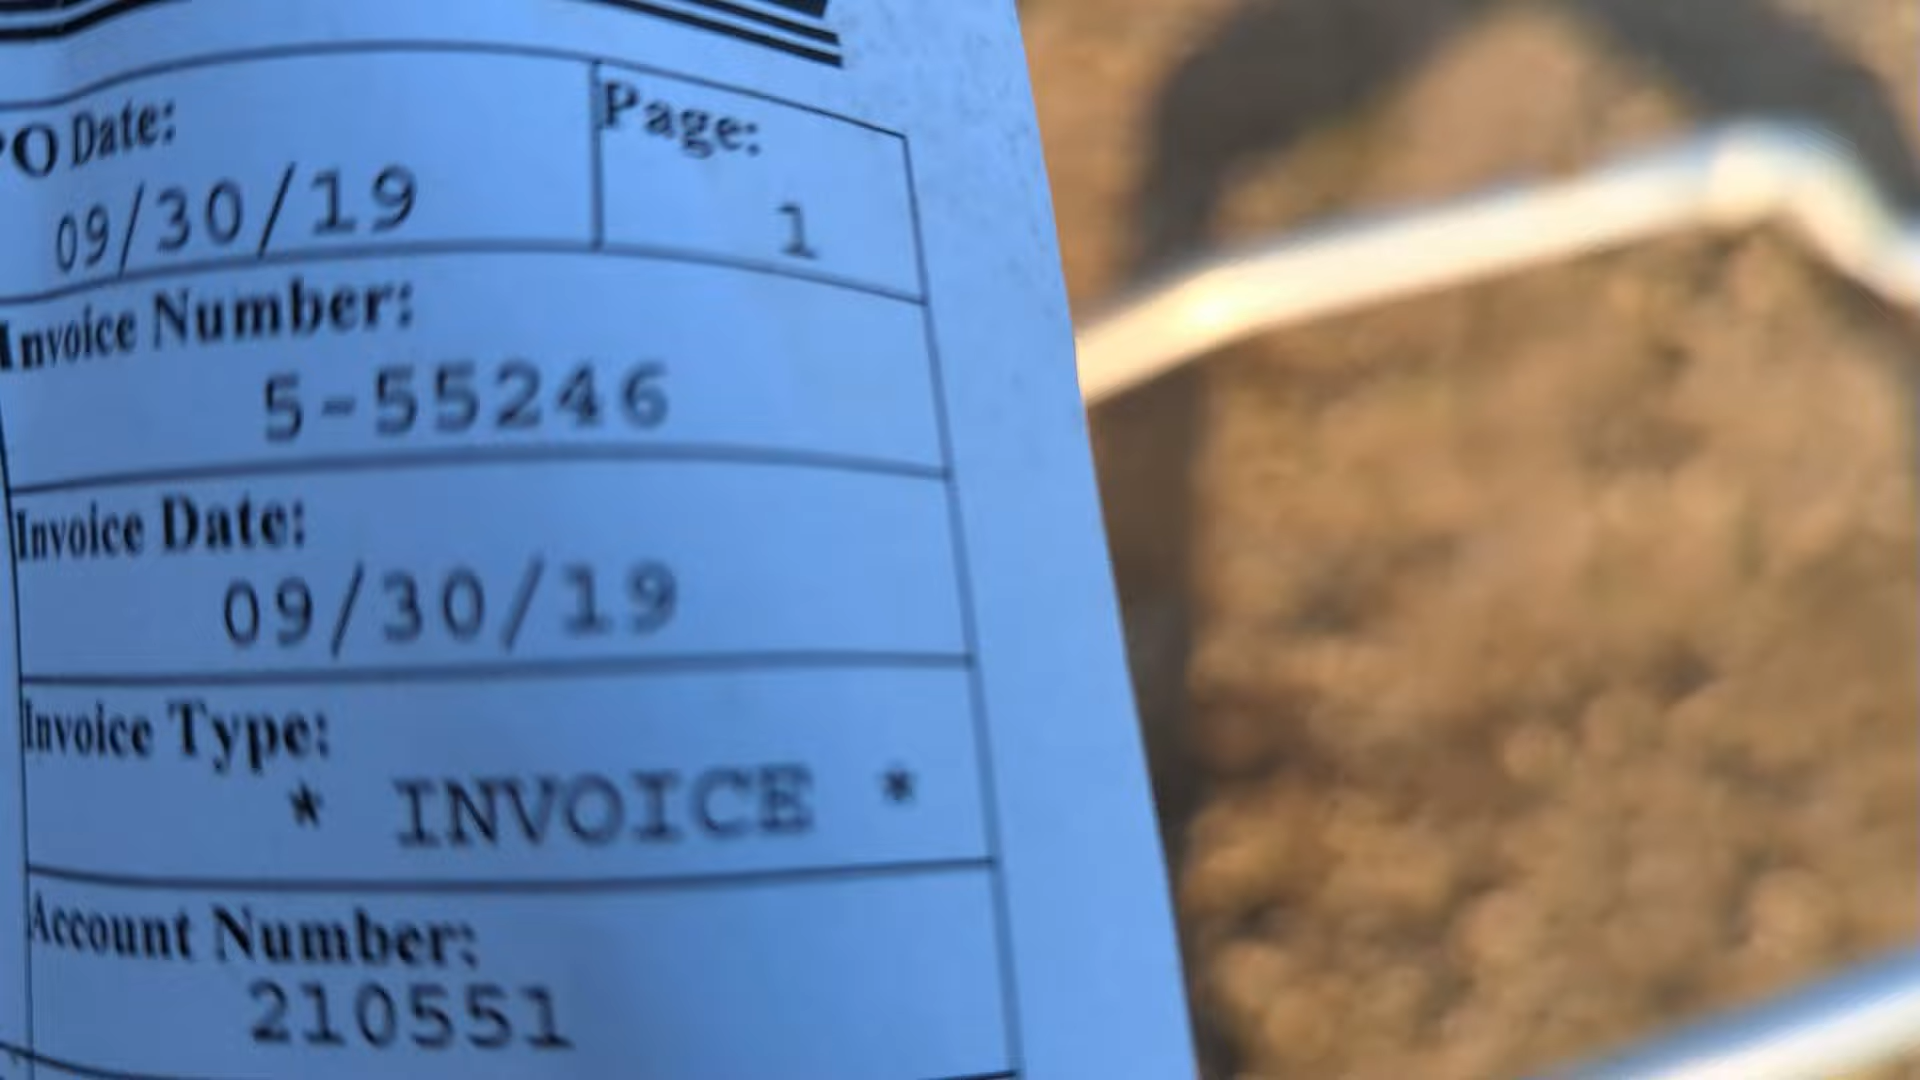 PO Date:
Page:
09/30/19
1
Invoice Number:
5-55246
Invoice Date:
09/30/19
Invoice Type:
* INVOICE *
Account Number:
210551